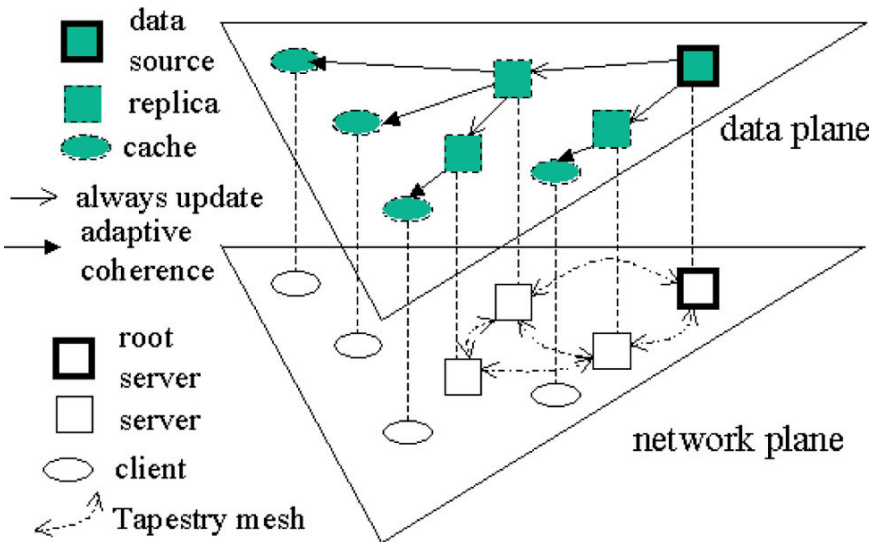 data
source
replica
cache
always update
adaptive
coherence
data plane
root
server
server
client
Tapestry mesh
network plane